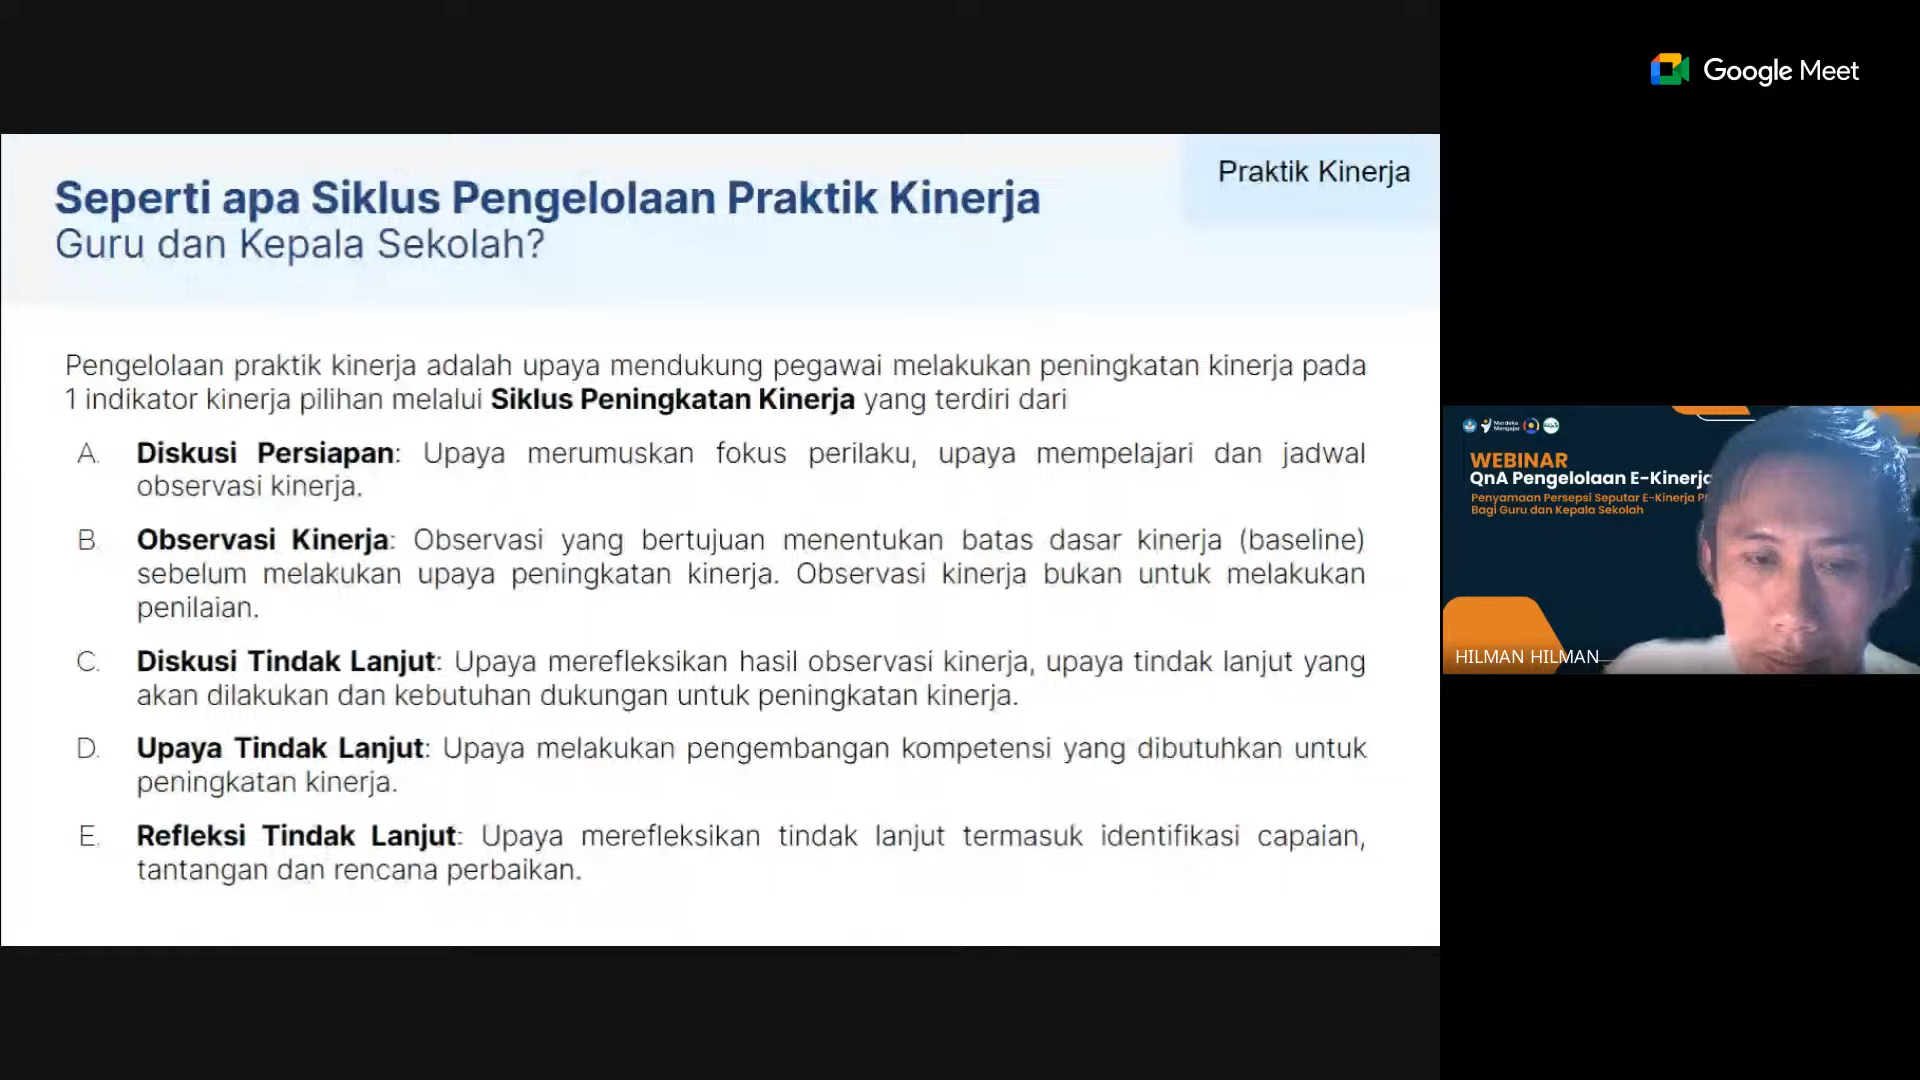 Google Meet
Praktik Kinerja
Seperti apa Siklus Pengelolaan Praktik Kinerja
Guru dan Kepala Sekolah?
Pengelolaan praktik kinerja adalah upaya mendukung pegawai melakukan peningkatan kinerja pada
1 indikator kinerja pilihan melalui Siklus Peningkatan Kinerja yang terdiri dari
A. Diskusi Persiapan: Upaya merumuskan fokus perilaku, upaya mempelajari dan jadwal
observasi kinerja.
B. Observasi Kinerja: Observasi yang bertujuan menentukan batas dasar kinerja (baseline)
sebelum melakukan upaya peningkatan kinerja. Observasi kinerja bukan untuk melakukan
penilaian.
C. Diskusi Tindak Lanjut: Upaya merefleksikan hasil observasi kinerja, upaya tindak lanjut yang
akan dilakukan dan kebutuhan dukungan untuk peningkatan kinerja.
D. Upaya Tindak Lanjut: Upaya melakukan pengembangan kompetensi yang dibutuhkan untuk
peningkatan kinerja.
E. Refleksi Tindak Lanjut: Upaya merefleksikan tindak lanjut termasuk identifikasi capaian,
tantangan dan rencana perbaikan.
Merdeka
Mengajar
WEBINAR
QnA Pengelolaan E-Kinerja
Penyamaan Persepsi Seputar E-Kinerja
Bagi Guru dan Kepala Sekolah
HILMAN HILMAN